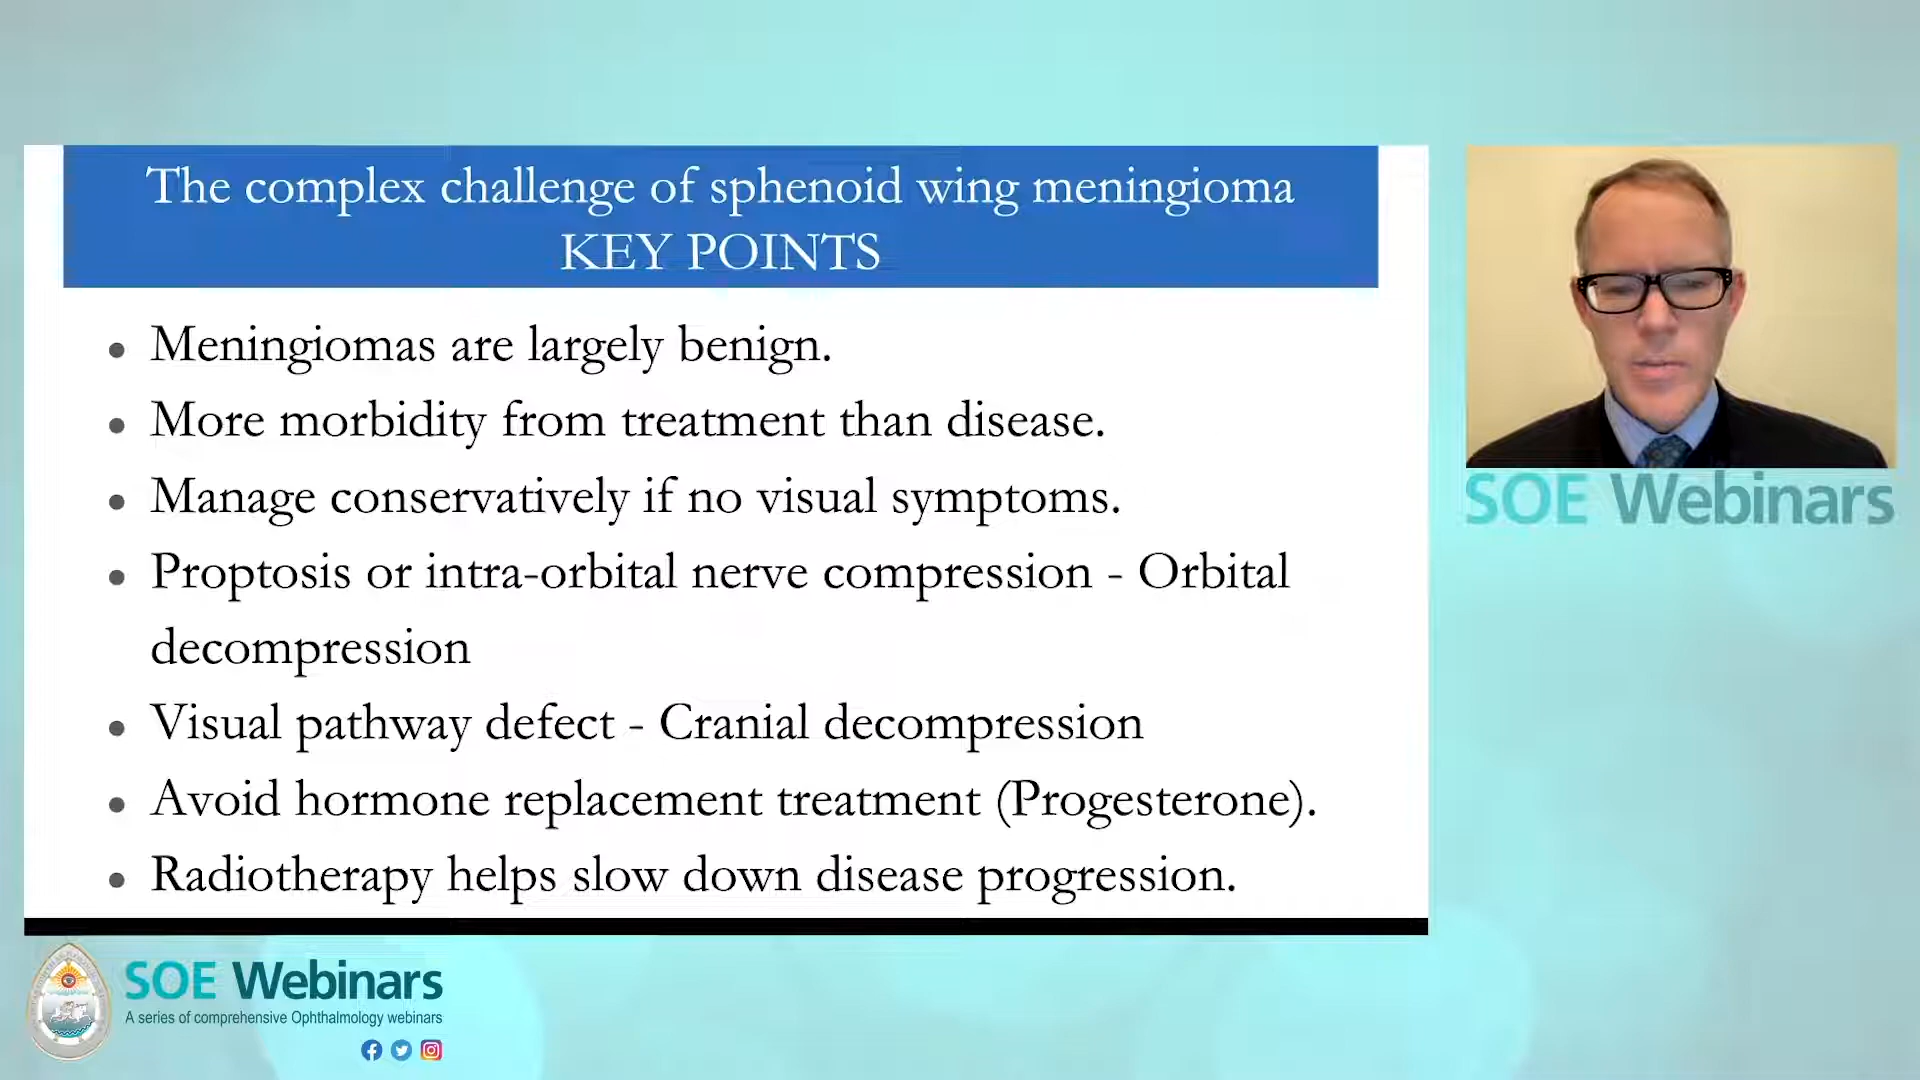 The complex challenge of sphenoid wing meningioma
KEY POINTS
• Meningiomas are largely benign.
• More morbidity from treatment than disease.
• Manage conservatively if no visual symptoms.
• Proptosis or intra-orbital nerve compression - Orbital
decompression
• Visual pathway defect - Cranial decompression
• Avoid hormone replacement treatment (Progesterone).
• Radiotherapy helps slow down disease progression.
SOE Webinars
SOE Webinars
A series of comprehensive Ophthalmology webinars